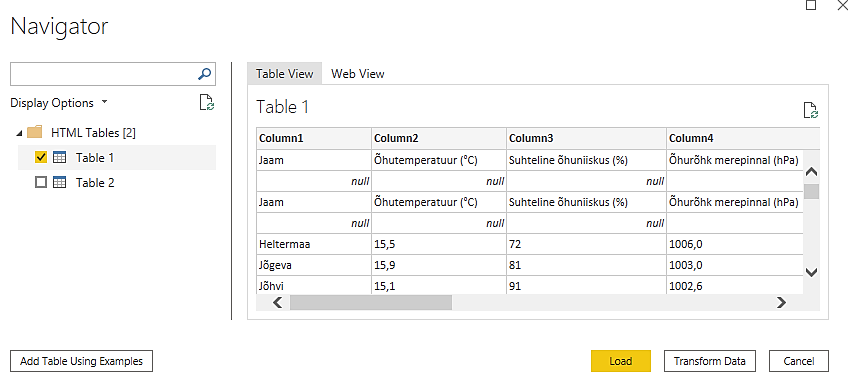 Navigator
Display Options
HTML Tables [2]
Table 1
Table 2
Table View Web View
Table 1
Column1 Column2 Column3 Column4
Jaam Õhutemperatuur (°C) Suhteline õhuniiskus (%) Õhurõhk merepinnal (hPa)
null null null
Jaam Õhutemperatuur (°C) Suhteline õhuniiskus (%) Õhurõhk merepinnal (hPa)
null null null
Heltermaa 15,5 72 1006,0
Jõgeva 15,9 81 1003,0
Jõhvi 15,1 91 1002,6
Add Table Using Examples Load Transform Data Cancel